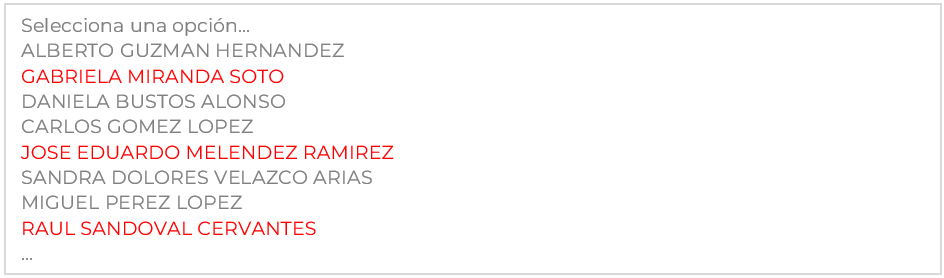 Selecciona una opción...
ALBERTO GUZMAN HERNANDEZ
GABRIELA MIRANDA SOTO
DANIELA BUSTOS ALONSO
CARLOS GOMEZ LOPEZ
JOSE EDUARDO MELENDEZ RAMIREZ
SANDRA DOLORES VELAZCO ARIAS
MIGUEL PEREZ LOPEZ
RAUL SANDOVAL CERVANTES
...